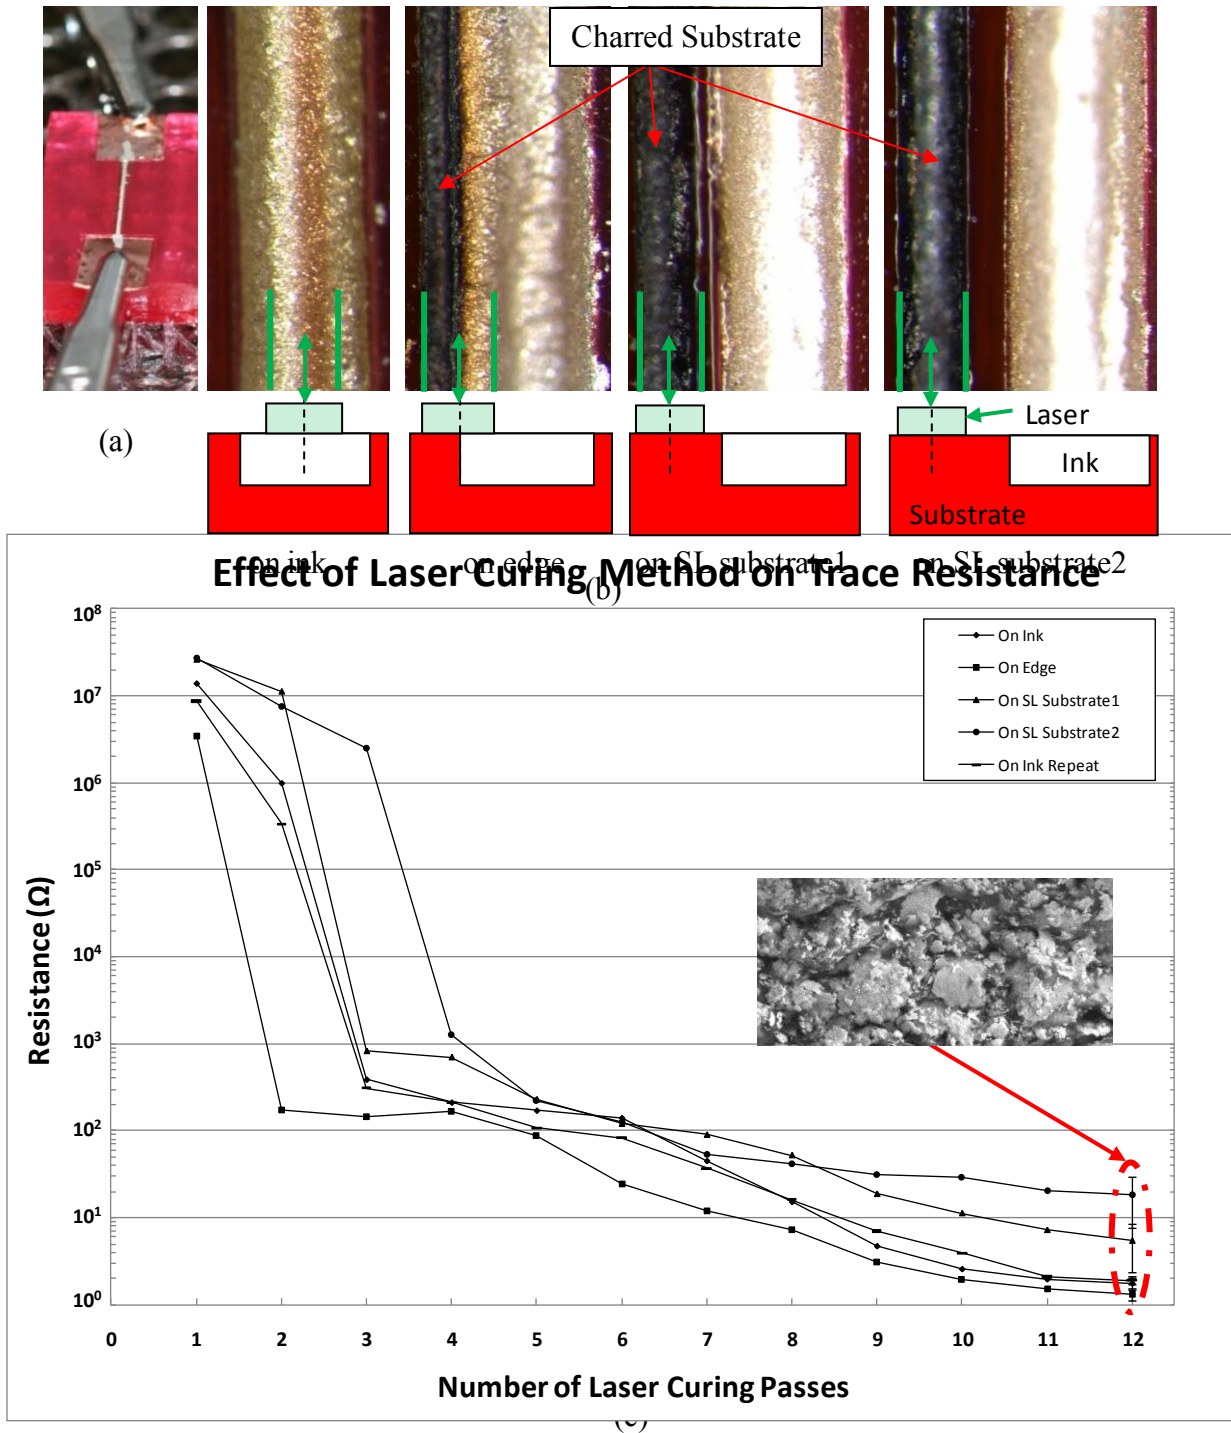 Charred Substrate
(a)
Laser
Ink
Substrate
on ink
on edge
on SL substrate1
on SL substrate2
(b)
Effect of Laser Curing Method on Trace Resistance
10⁸
10⁷
10⁶
10⁵
10⁴
10³
10²
10¹
10⁰
Resistance (Ω)
On Ink
On Edge
On SL Substrate1
On SL Substrate2
On Ink Repeat
0 1 2 3 4 5 6 7 8 9 10 11 12
Number of Laser Curing Passes
(c)